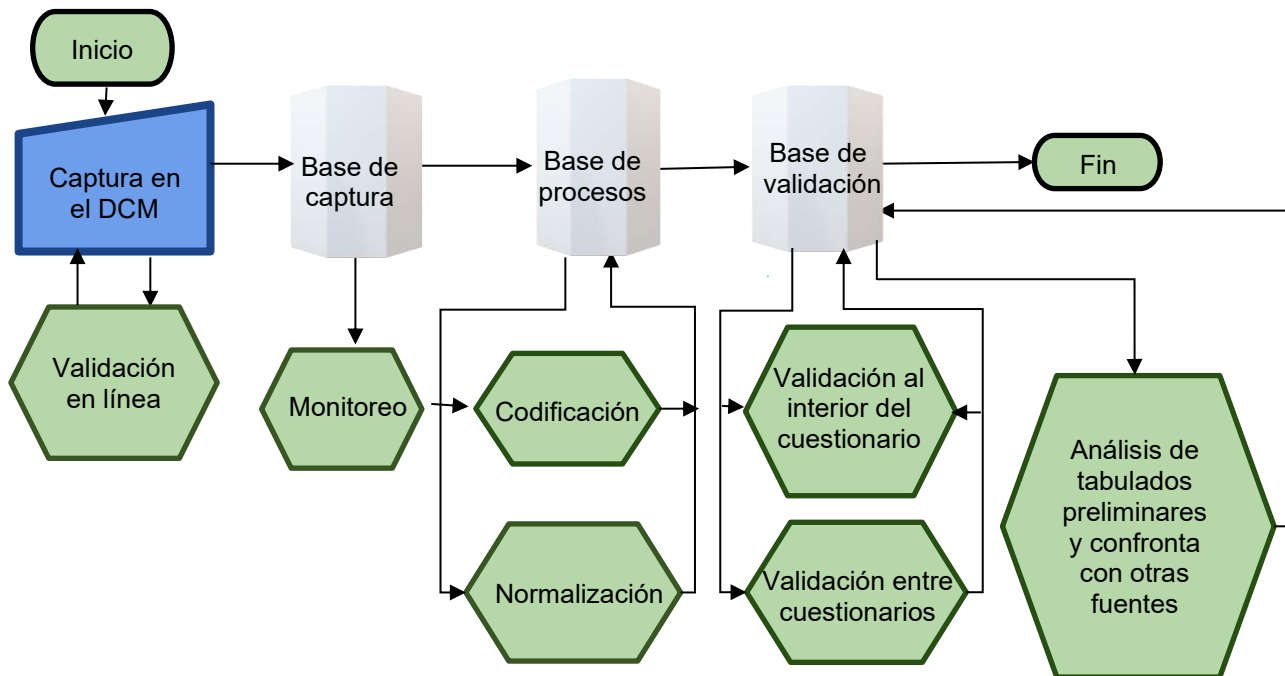 Inicio
Captura en
el DCM
Base de
captura
Base de
procesos
Base de
validación
Fin
Validación
en línea
Monitoreo
Codificación
Normalización
Validación al
interior del
cuestionario
Validación entre
cuestionarios
Análisis de
tabulados
preliminares
y confronta
con otras
fuentes